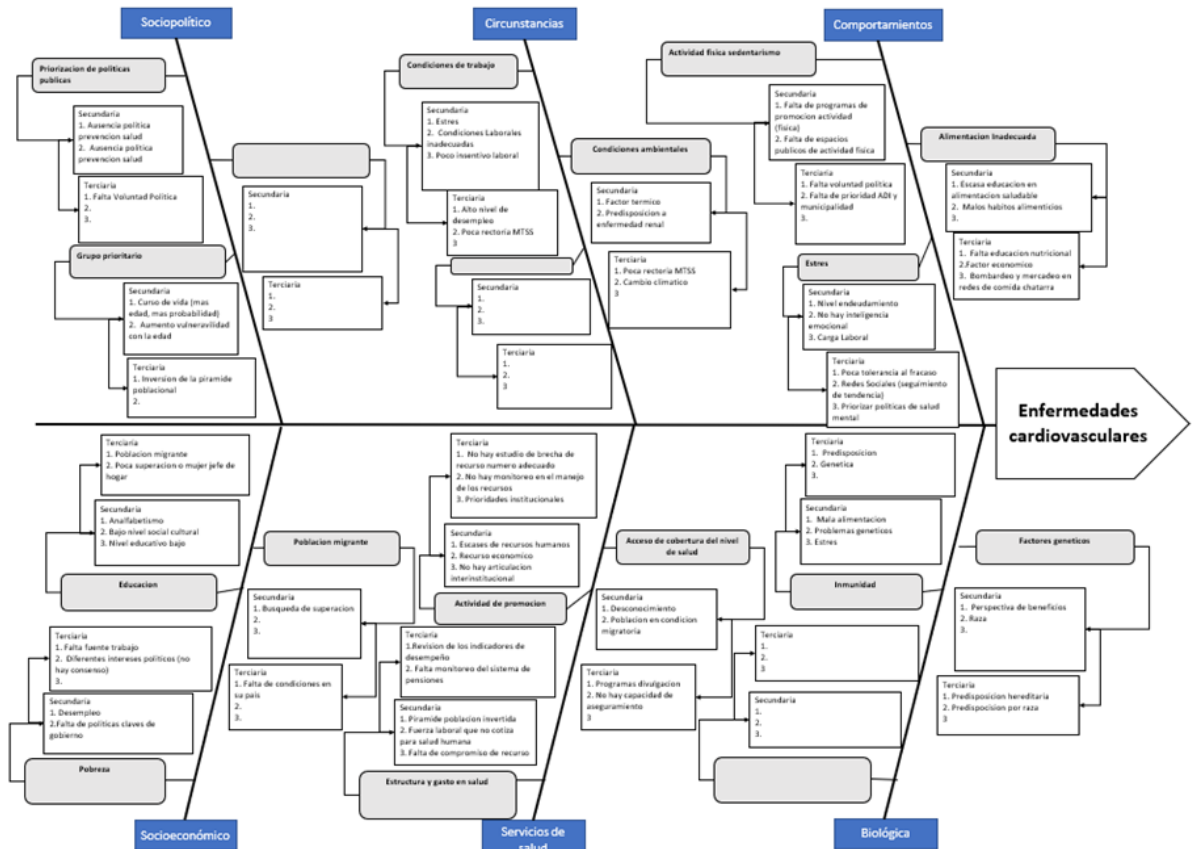 Sociopolítico
Circunstancias
Comportamientos
Priorizacion de politicas
publicas
Secundaria
1. Ausencia política
prevencion salud
2. Ausencia política
prevencion salud
Terciaria
1. Falta Voluntad Politica
2.
3.
Secundaria
1.
2.
3.
Terciaria
1.
2.
3
Grupo prioritario
Secundaria
1. Curso de vida (mas
edad, mas probabilidad)
2. Aumento vulneravilidad
con la edad
Terciaria
1. Inversion de la piramide
poblacional
2.
Condiciones de trabajo
Secundaria
1. Estres
2. Condiciones Laborales
inadecuadas
3. Poco insentivo laboral
Terciaria
1. Alto nivel de
desempleo
2. Poca rectoria MTSS
3
Condiciones ambientales
Secundaria
1. Factor termico
2. Predisposicion a
enfermedad renal
Terciaria
1. Poca rectoria MTSS
2. Cambio climatico
3
Secundaria
1.
2.
3.
Terciaria
1.
2.
3
Actividad fisica sedentarismo
Secundaria
1. Falta de programas de
promocion actividad
(fisica)
2. Falta de espacios
publicos de actividad fisica
Terciaria
1. Falta voluntad política
2. Falta de prioridad ADI y
municipalidad
3.
Alimentacion Inadecuada
Secundaria
1. Escasa educacion en
alimentacion saludable
2. Malos habitos alimenticios
3.
Terciaria
1. Falta educacion nutricional
2.Factor economico
3. Bombardeo y mercadeo en
redes de comida chatarra
Estres
Secundaria
1. Nivel endeudamiento
2. No hay inteligencia
emocional
3. Carga Laboral
Terciaria
1. Poca tolerancia al fracaso
2. Redes Sociales (seguimiento
de tendencia)
3. Priorizar politicas de salud
mental
Enfermedades
cardiovasculares
Terciaria
1. Poblacion migrante
2. Poca superacion o mujer jefe de
hogar
Secundaria
1. Analfabetismo
2. Bajo nivel social cultural
3. Nivel educativo bajo
Educacion
Terciaria
1. Falta fuente trabajo
2. Diferentes intereses políticos (no
hay consenso)
3.
Secundaria
1. Desempleo
2.Falta de políticas claves de
gobierno
Pobreza
Poblacion migrante
Secundaria
1. Busqueda de superacion
2.
3.
Terciaria
1. Falta de condiciones en
su pais
2.
3.
Terciaria
1. No hay estudio de brecha de
recurso numero adecuado
2. No hay monitoreo en el manejo
de los recursos
3. Prioridades institucionales
Secundaria
1. Escases de recursos humanos
2. Recurso economico
3. No hay articulacion
interinstitucional
Actividad de promocion
Terciaria
1.Revision de los indicadores de
desempeño
2. Falta monitoreo del sistema de
pensiones
Secundaria
1. Piramide poblacion invertida
2. Fuerza laboral que no cotiza
para salud humana
3. Falta de compromiso de recurso
Estructura y gasto en salud
Acceso de cobertura del nivel
de salud
Secundaria
1. Desconocimiento
2. Poblacion en condicion
migratoria
Terciaria
1. Programas divulgacion
2. No hay capacidad de
aseguramiento
3
Terciaria
1. Predisposicion
2. Genetica
3.
Secundaria
1. Mala alimentacion
2. Problemas geneticos
3. Estres
Inmunidad
Terciaria
1.
2.
3
Secundaria
1.
2.
3.
Factores geneticos
Secundaria
1. Perspectiva de beneficios
2. Raza
3.
Terciaria
1. Predisposicion hereditaria
2. Predisposicion por raza
3
Socioeconómico
Servicios de
salud
Biológica